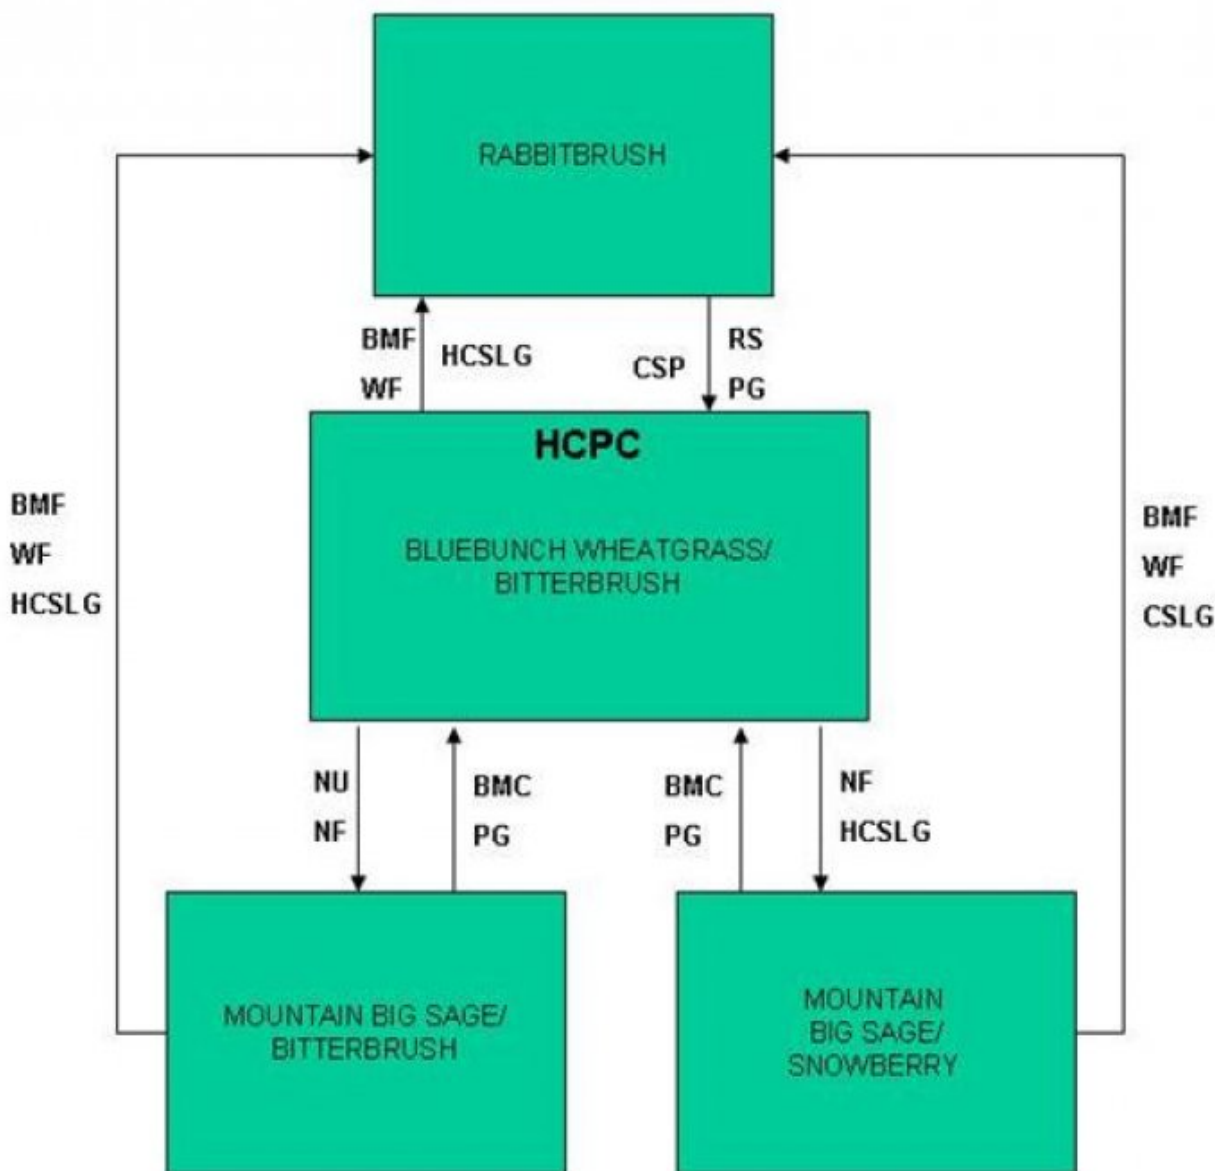 RABBITBRUSH
BMF
WF
HCSLG
CSP
RS
PG
HCPC
BLUEBUNCH WHEATGRASS/
BITTERBRUSH
BMF
WF
HCSLG
BMF
WF
CSLG
NU
NF
BMC
PG
BMC
PG
NF
HCSLG
MOUNTAIN BIG SAGE/
BITTERBRUSH
MOUNTAIN
BIG SAGE/
SNOWBERRY